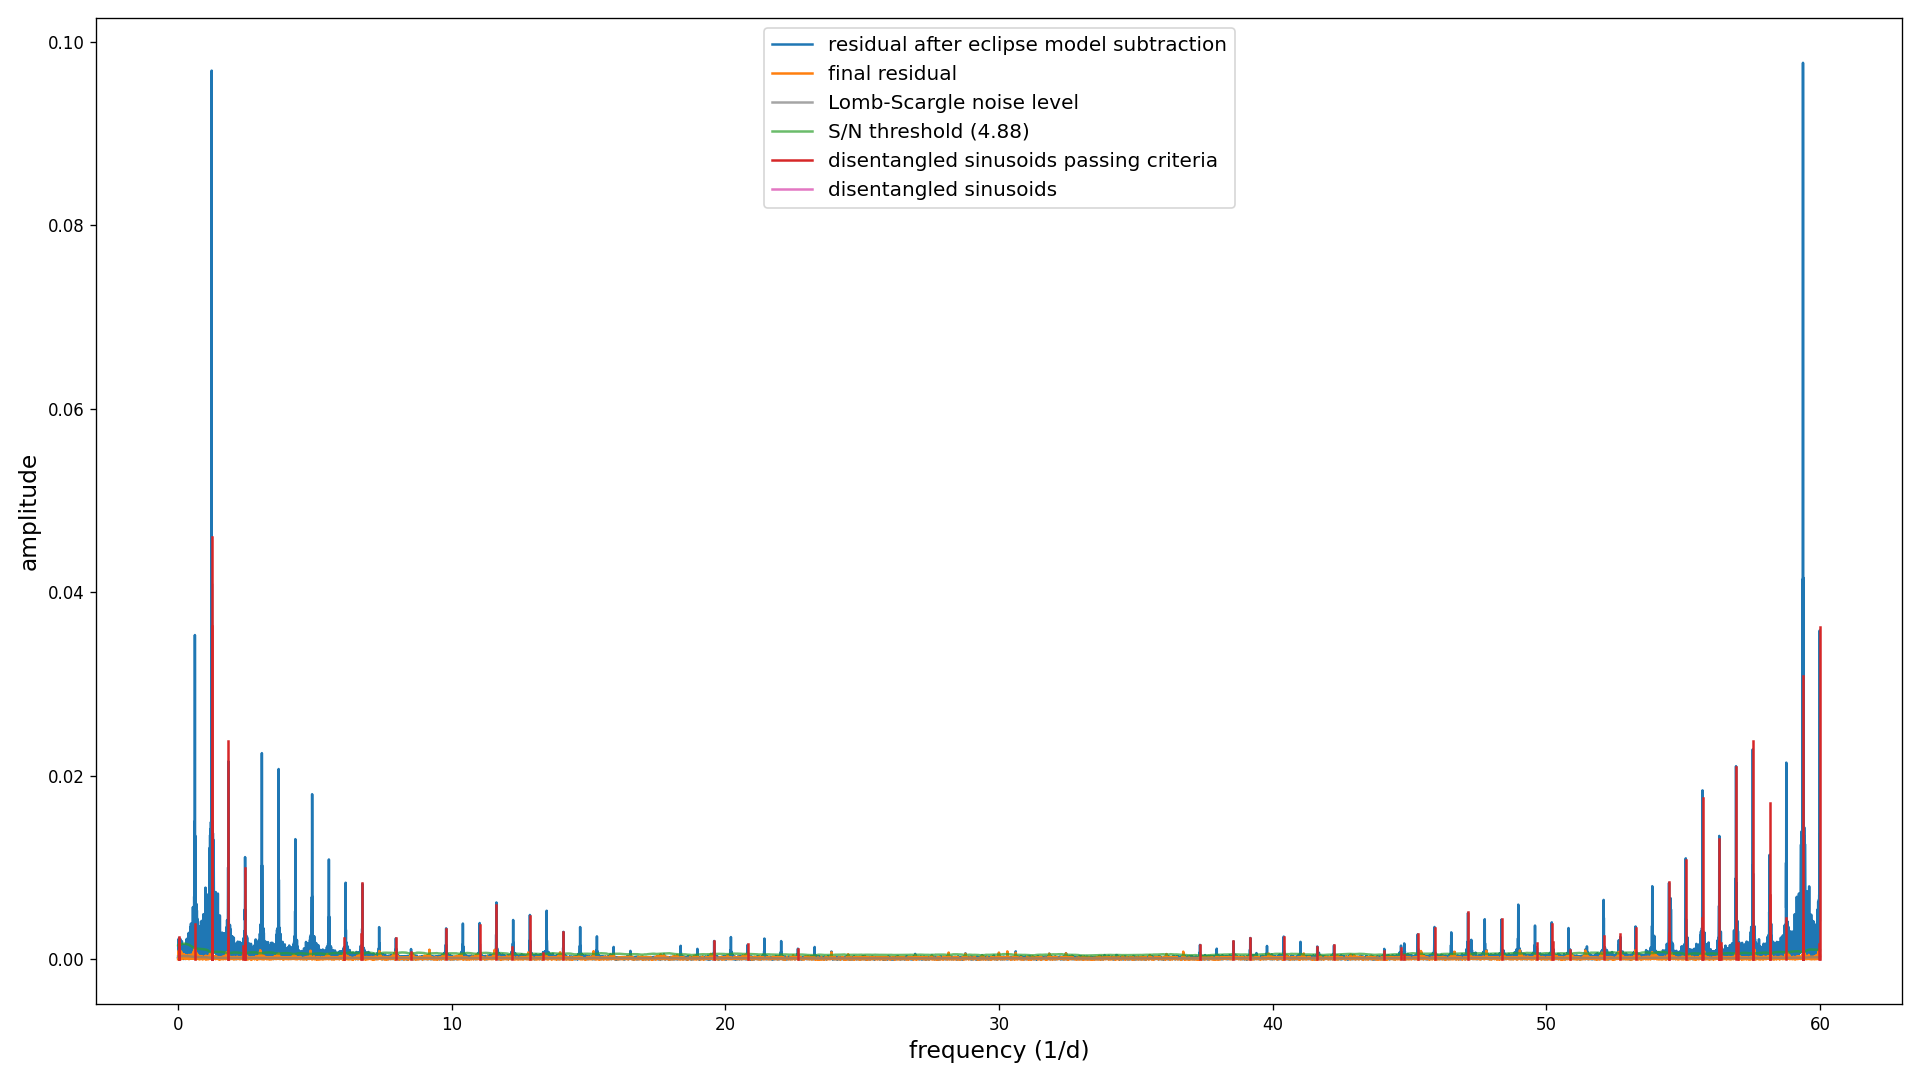 residual after eclipse model subtraction
final residual
Lomb-Scargle noise level
S/N threshold (4.88)
disentangled sinusoids passing criteria
disentangled sinusoids
amplitude
0.10
0.08
0.06
0.04
0.02
0.00
0 10 20 30 40 50 60
frequency (1/d)